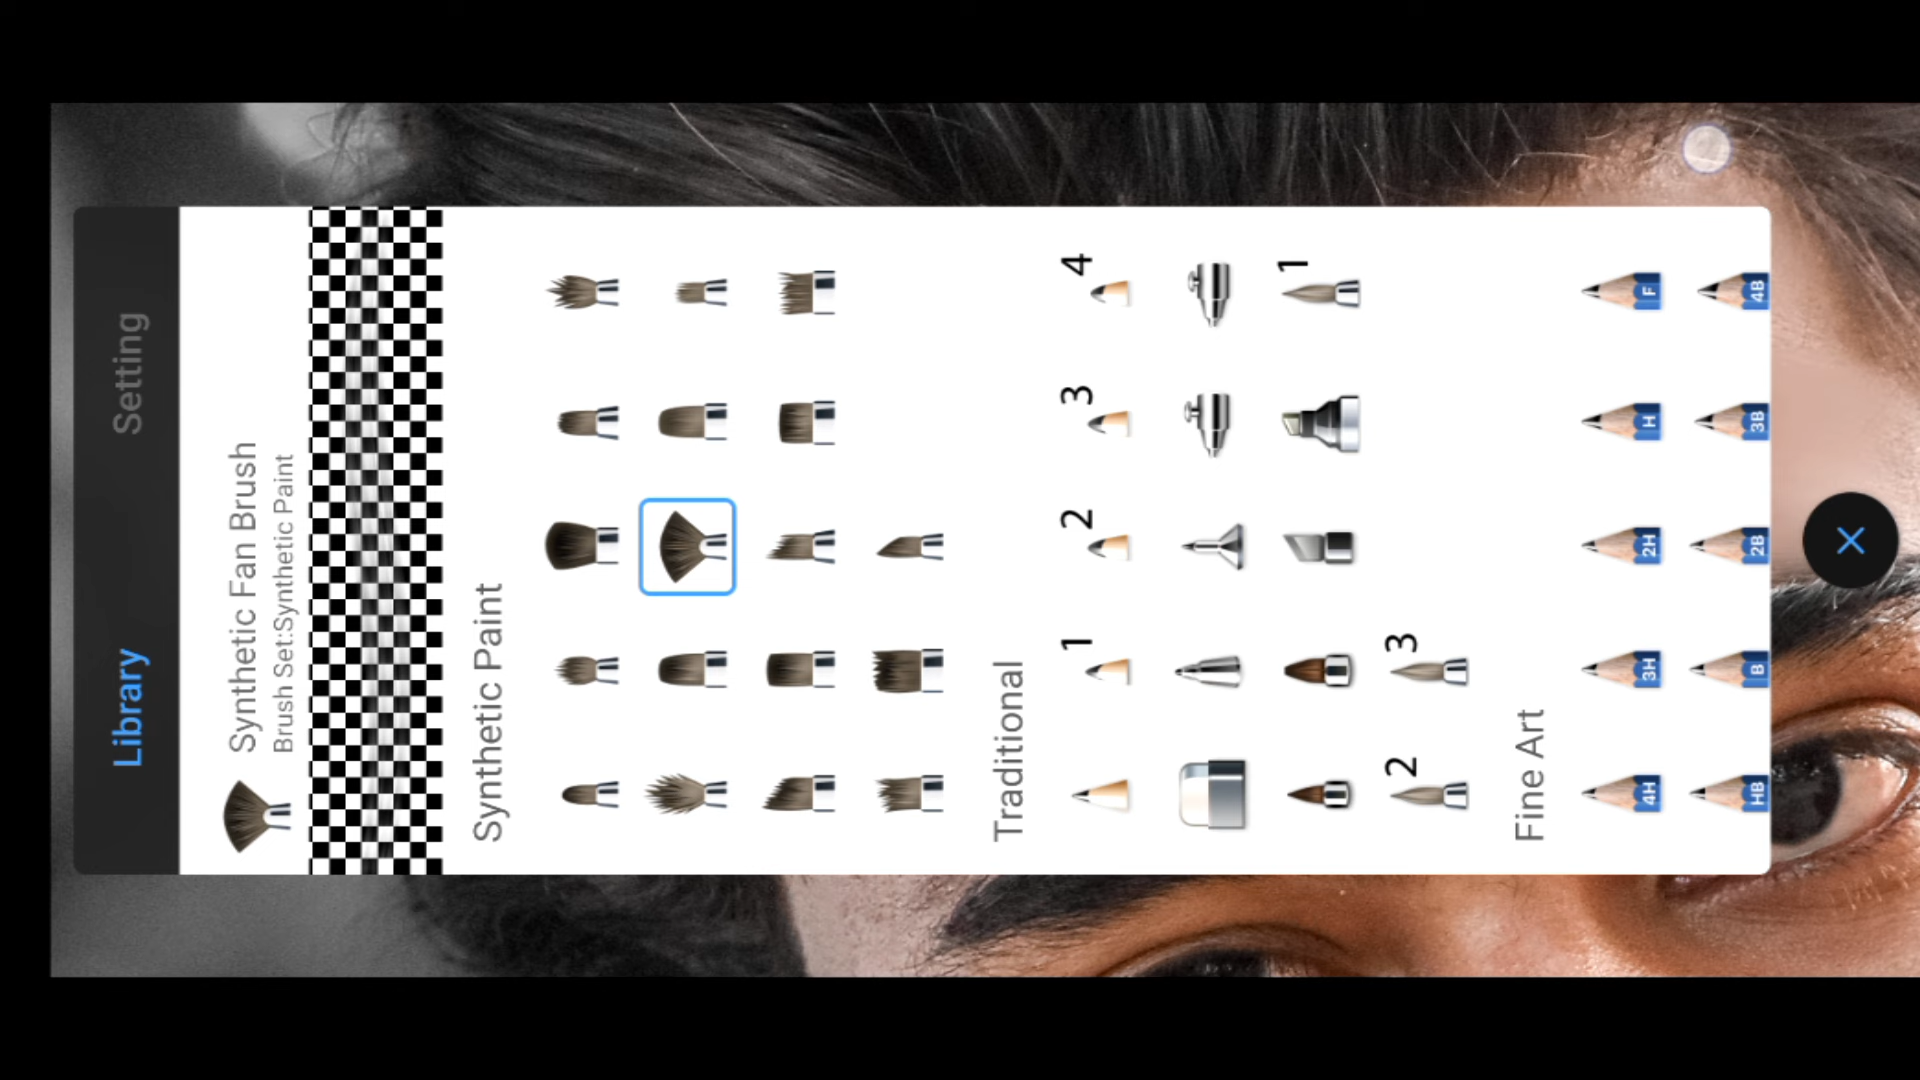 Library Setting
Synthetic Fan Brush
Brush Set:Synthetic Paint
Synthetic Paint
Traditional
1 2 3 4
1
2 3
Fine Art
4H 3H 2H H F
HB B 2B 3B 4B